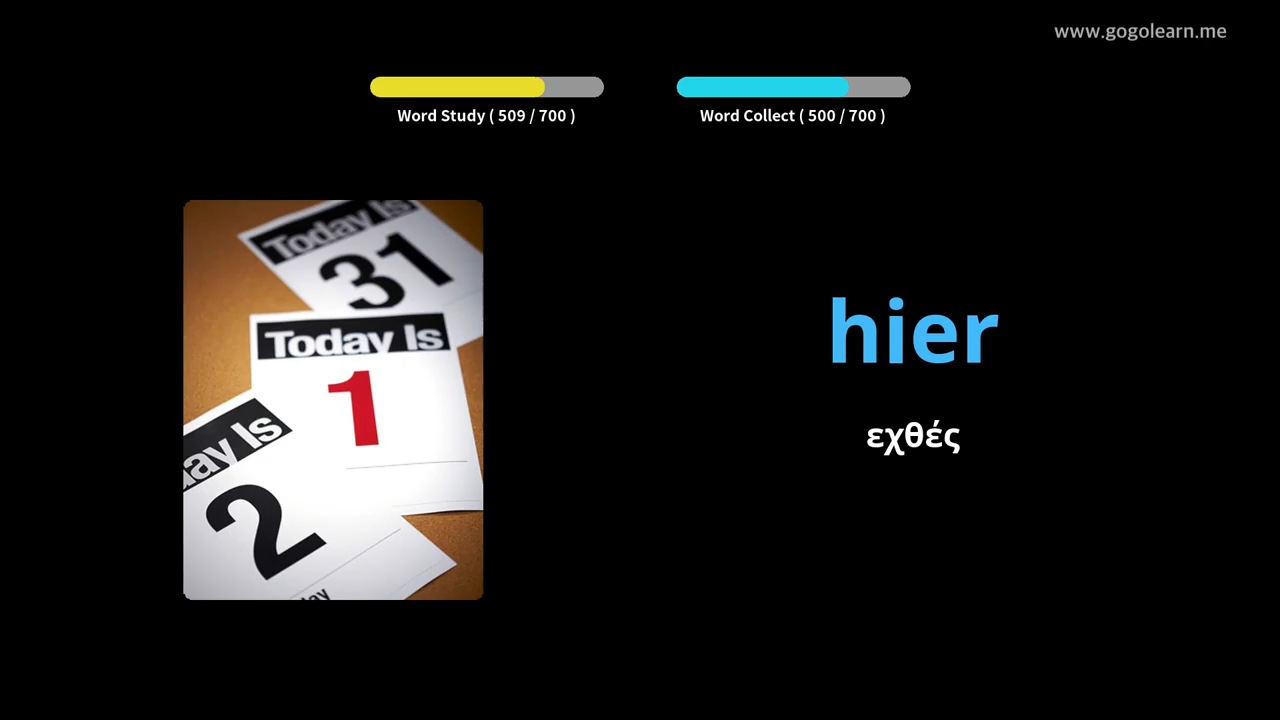 www.gogolearn.me
Word Study ( 509 / 700 )
Word Collect ( 500 / 700 )
Today Is
31
Today Is
1
ay Is
2
hier
εχθές